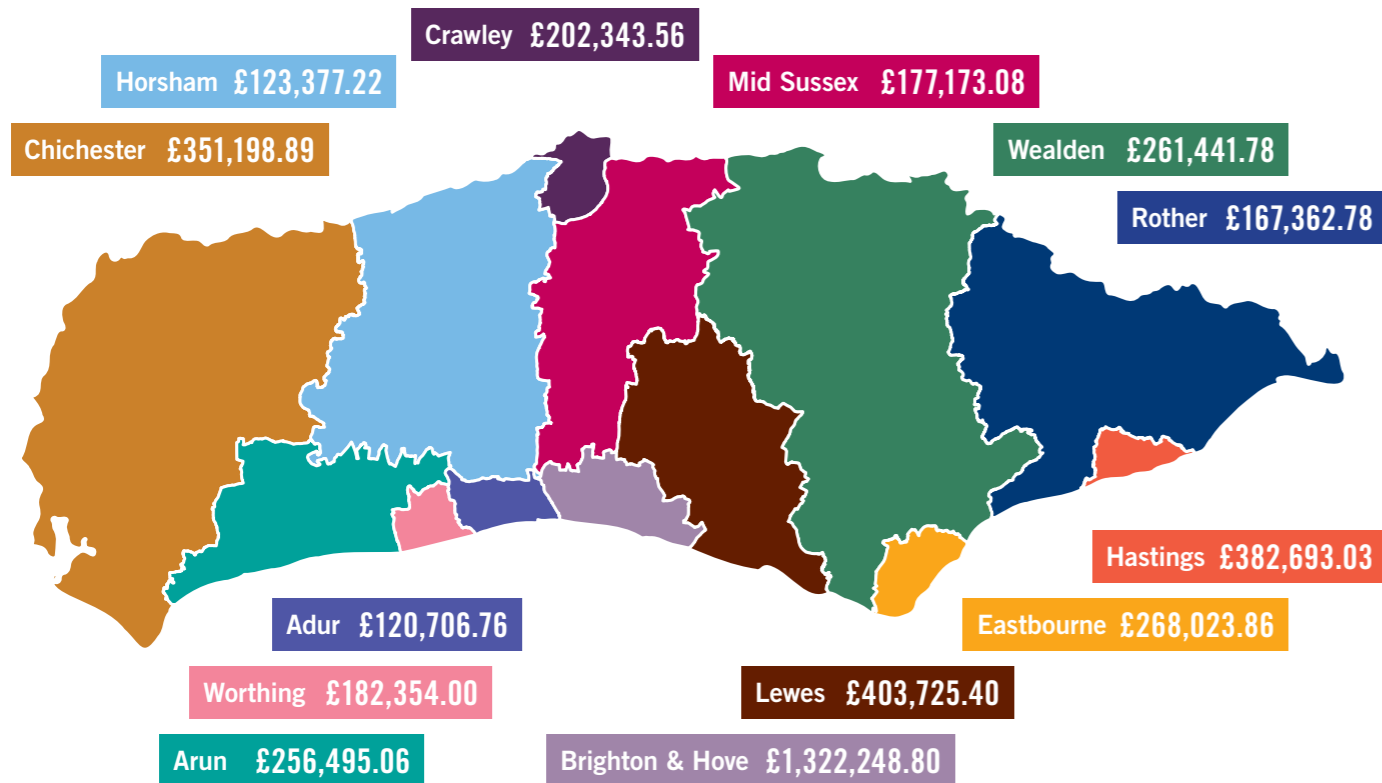 Crawley £202,343.56
Horsham £123,377.22
Mid Sussex £177,173.08
Chichester £351,198.89
Wealden £261,441.78
Rother £167,362.78
Hastings £382,693.03
Adur £120,706.76
Eastbourne £268,023.86
Worthing £182,354.00
Lewes £403,725.40
Arun £256,495.06
Brighton & Hove £1,322,248.80